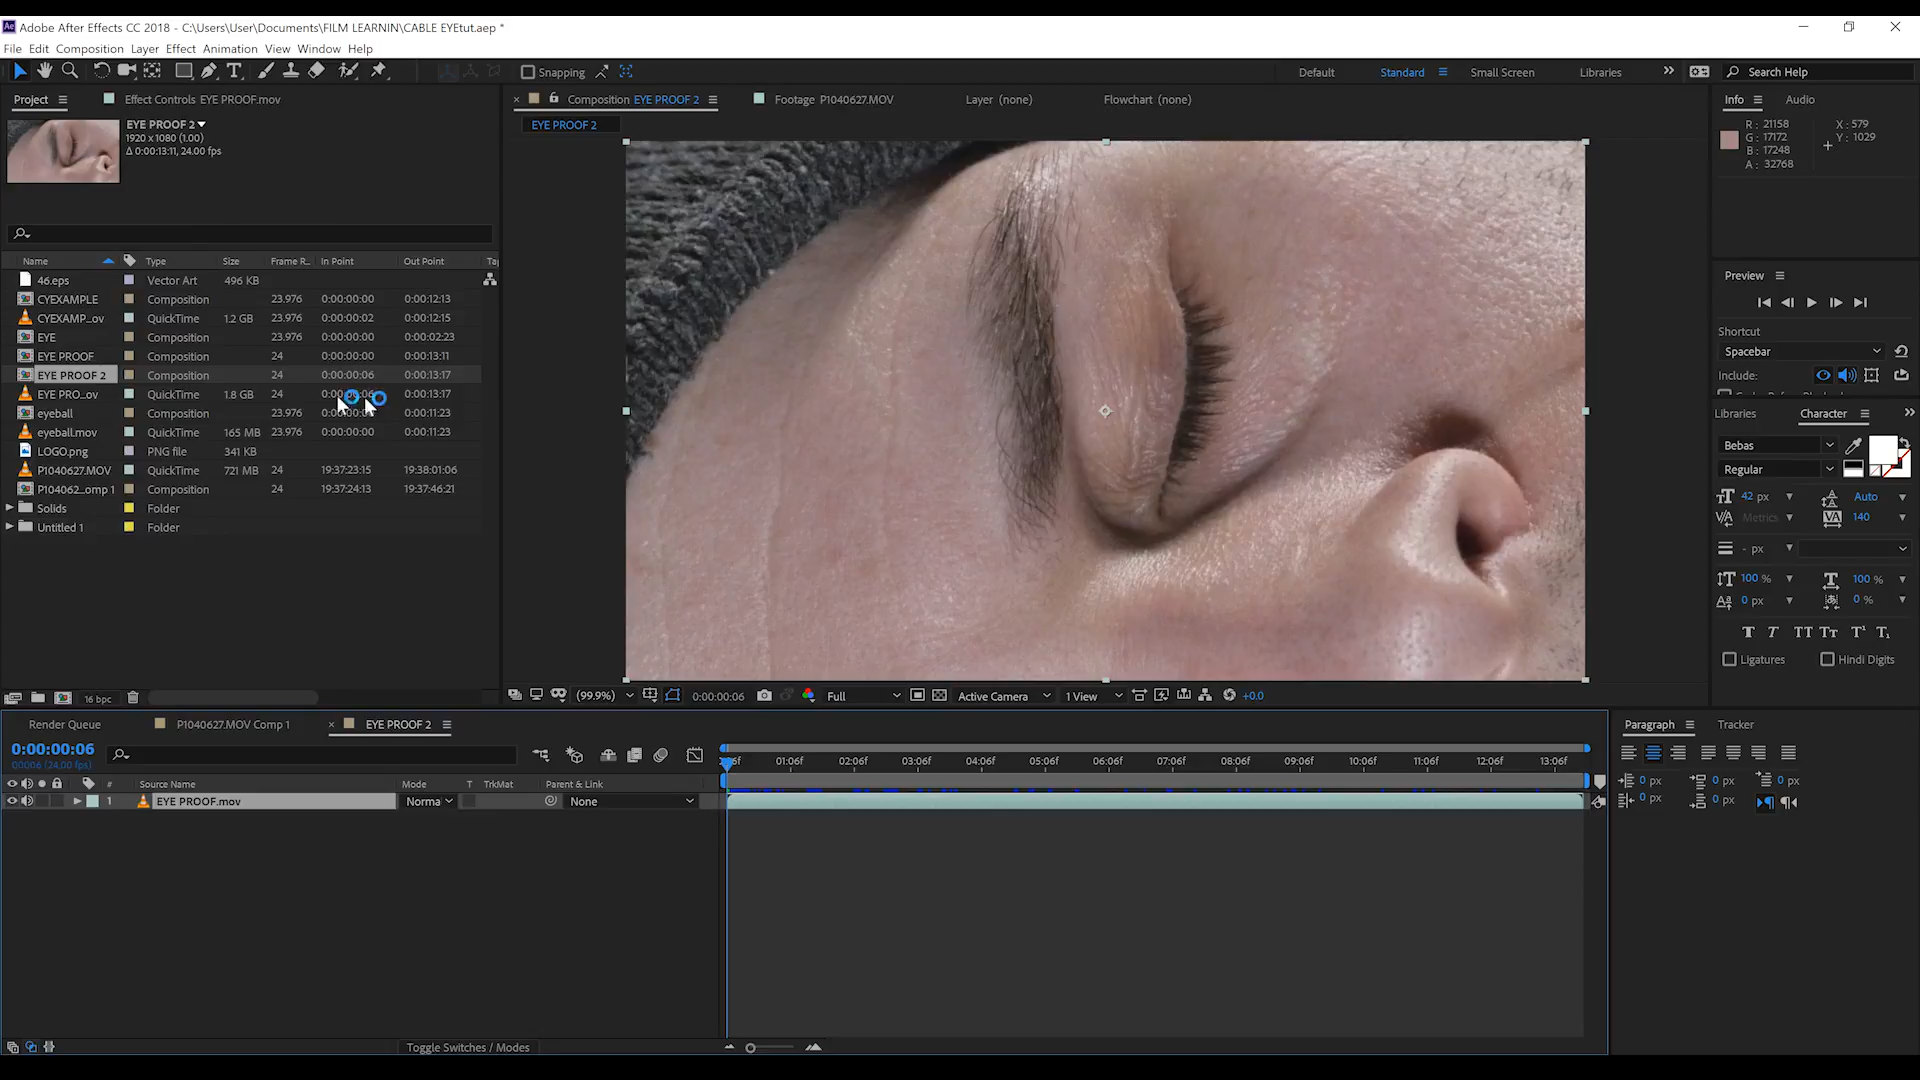 Adobe After Effects CC 2018 - C:\Users\User\Documents\FILM LEARNIN\CABLE EYEtut.aep *
File Edit Composition Layer Effect Animation View Window Help
Snapping
Default Standard Small Screen Libraries Search Help
Project Effect Controls EYE PROOF.mov
Composition EYE PROOF 2 Footage P1040627.MOV Layer (none) Flowchart (none)
Info Audio
EYE PROOF 2
1920 x 1080 (1.00)
Δ 0:00:13:11, 24.00 fps
EYE PROOF 2
R : 21158
G : 17172
B : 17248
A : 32768
X : 579
Y : 1029
Name Type Size Frame R... In Point Out Point Ta
46.eps Vector Art 496 KB
CYEXAMPLE Composition 23.976 0:00:00:00 0:00:12:13
CYEXAMP_ov QuickTime 1.2 GB 23.976 0:00:00:02 0:00:12:15
EYE Composition 23.976 0:00:00:00 0:00:02:23
EYE PROOF Composition 24 0:00:00:00 0:00:13:11
EYE PROOF 2 Composition 24 0:00:00:06 0:00:13:17
EYE PRO...ov QuickTime 1.8 GB 24 0:00:00:06 0:00:13:17
eyeball Composition 23.976 0:00:11:23
eyeball.mov QuickTime 165 MB 23.976 0:00:00:00 0:00:11:23
LOGO.png PNG file 341 KB
P1040627.MOV QuickTime 721 MB 24 19:37:23:15 19:38:01:06
P104062...omp 1 Composition 24 19:37:24:13 19:37:46:21
Solids Folder
Untitled 1 Folder
Preview
Shortcut
Spacebar
Include:
Libraries Character
Bebas
Regular
42 px Auto
Metrics 140
- px
100 % 100 %
0 px 0 %
T T TT Tт T¹ T₁
Ligatures Hindi Digits
16 bpc
(99.9%) 0:00:00:06 Full Active Camera 1 View +0.0
Render Queue P1040627.MOV Comp 1 EYE PROOF 2
0:00:00:06
00006 (24.00 fps)
# Source Name Mode T TrkMat Parent & Link
1 EYE PROOF.mov Norma None
01:06f 02:06f 03:06f 04:06f 05:06f 06:06f 07:06f 08:06f 09:06f 10:06f 11:06f 12:06f 13:06f
Paragraph Tracker
0 px 0 px 0 px
0 px 0 px
Toggle Switches / Modes